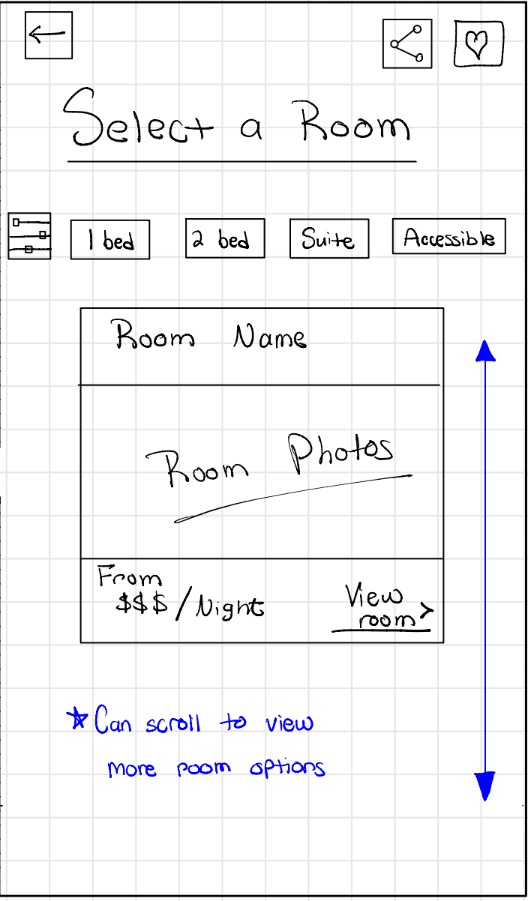 Select a Room
1 bed
2 bed
Suite
Accessible
Room Name
Room Photos
From
$$$/Night
View
room>
*Can scroll to view
more room options